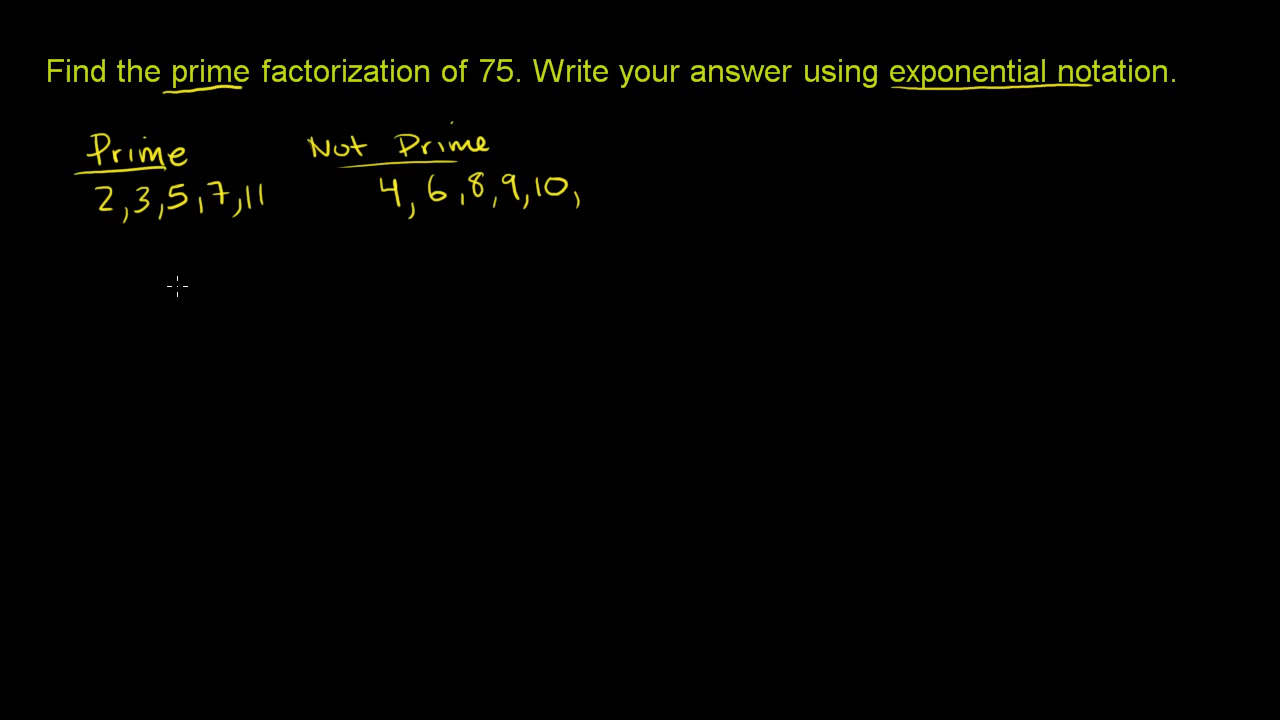 Find the prime factorization of 75. Write your answer using exponential notation.
Prime Not Prime
2, 3, 5, 7, 11 4, 6, 8, 9, 10,